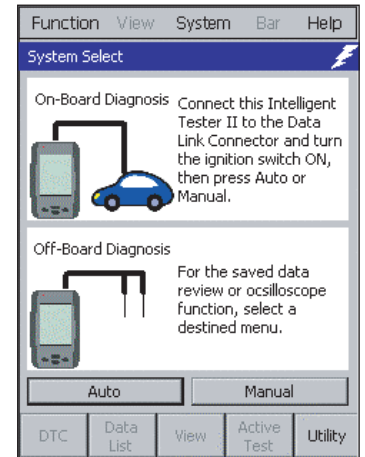 Function View System Bar Help
System Select
On-Board Diagnosis
Connect this Intelligent
Tester II to the Data
Link Connector and turn
the ignition switch ON,
then press Auto or
Manual.
Off-Board Diagnosis
For the saved data
review or ocsilloscope
function, select a
destined menu.
Auto Manual
DTC Data List View Active Test Utility